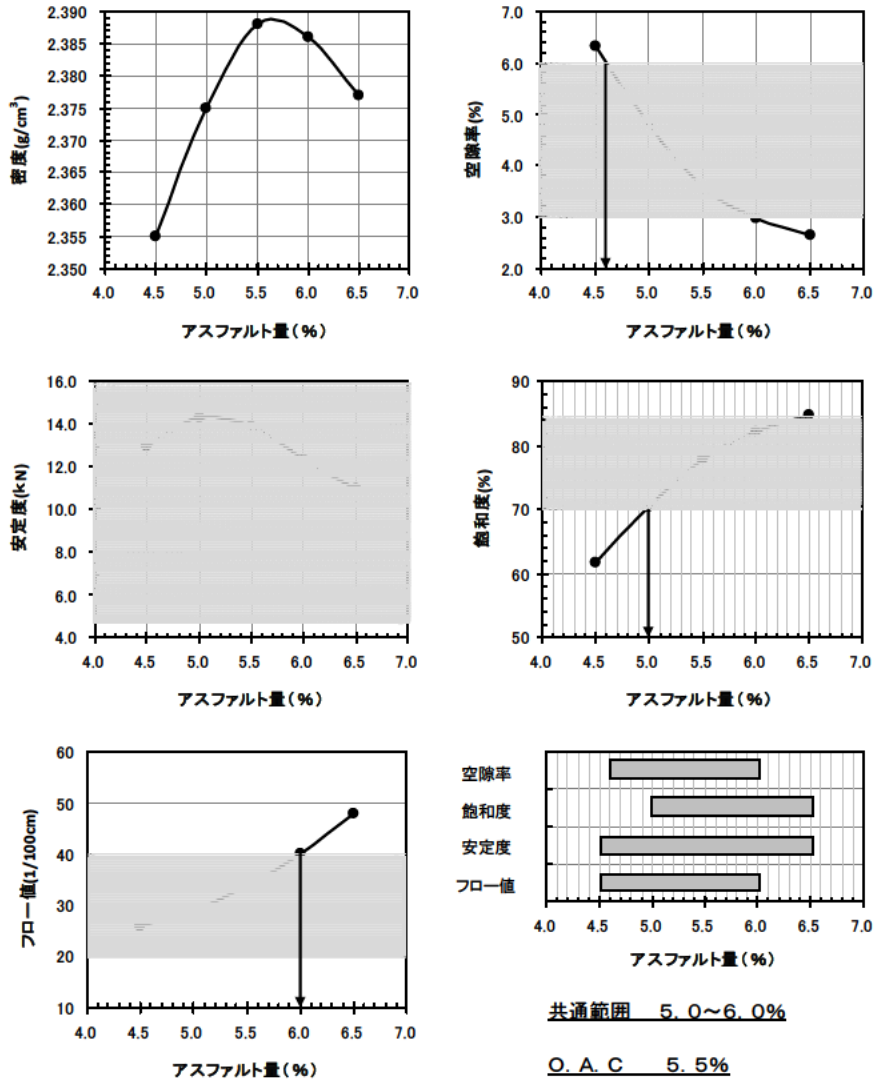 2.390
2.385
2.380
2.375
2.370
2.365
2.360
2.355
2.350
密度(g/cm³)
4.0 4.5 5.0 5.5 6.0 6.5 7.0
アスファルト量(%)
7.0
6.0
5.0
4.0
3.0
2.0
空隙率(%)
4.0 4.5 5.0 5.5 6.0 6.5 7.0
アスファルト量(%)
16.0
14.0
12.0
10.0
8.0
6.0
4.0
安定度(kN)
4.0 4.5 5.0 5.5 6.0 6.5 7.0
アスファルト量(%)
90
80
70
60
50
飽和度(%)
4.0 4.5 5.0 5.5 6.0 6.5 7.0
アスファルト量(%)
60
50
40
30
20
10
フロー値(1/100cm)
4.0 4.5 5.0 5.5 6.0 6.5 7.0
アスファルト量(%)
空隙率
飽和度
安定度
フロー値
4.0 4.5 5.0 5.5 6.0 6.5 7.0
アスファルト量(%)
共通範囲 5.0~6.0%
O.A.C 5.5%